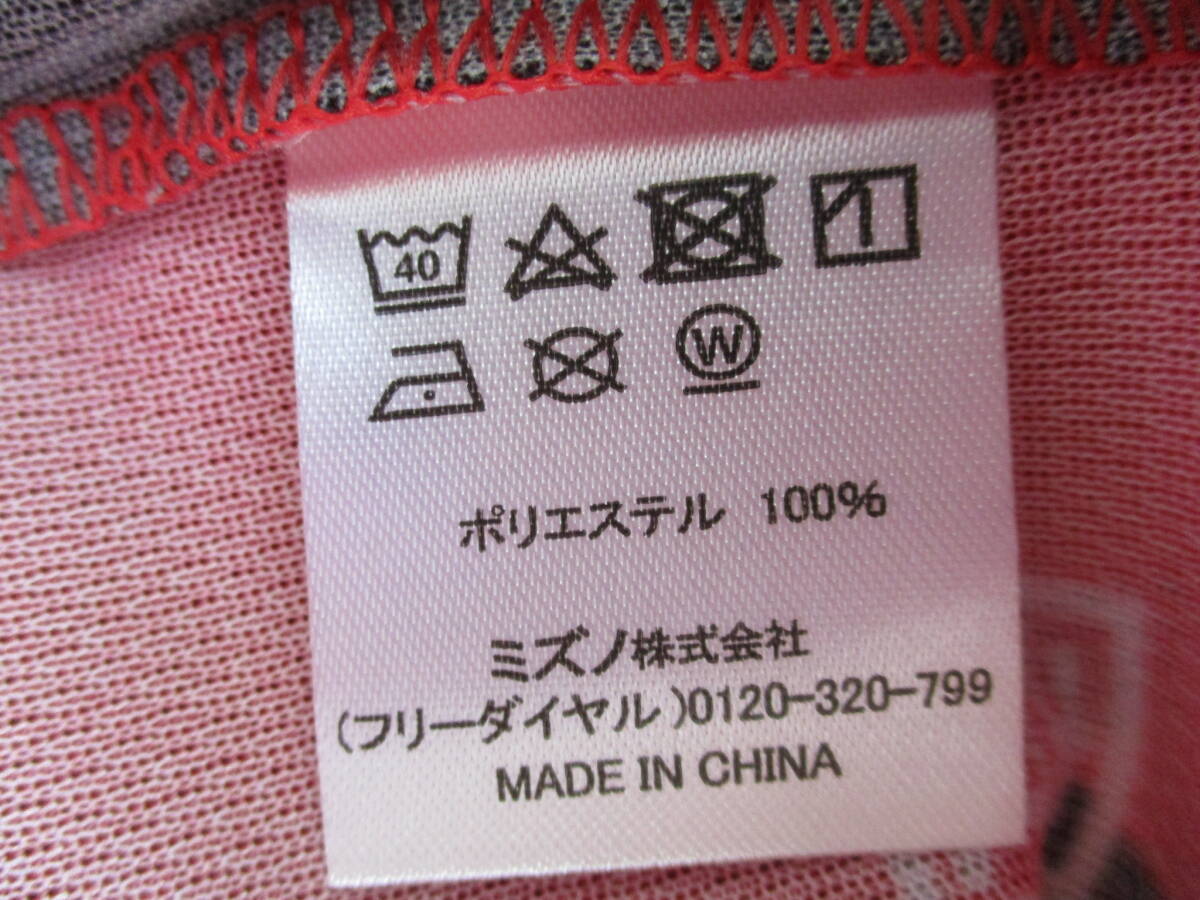 40
W
ポリエステル 100%
ミズノ株式会社
(フリーダイヤル)0120-320-799
MADE IN CHINA